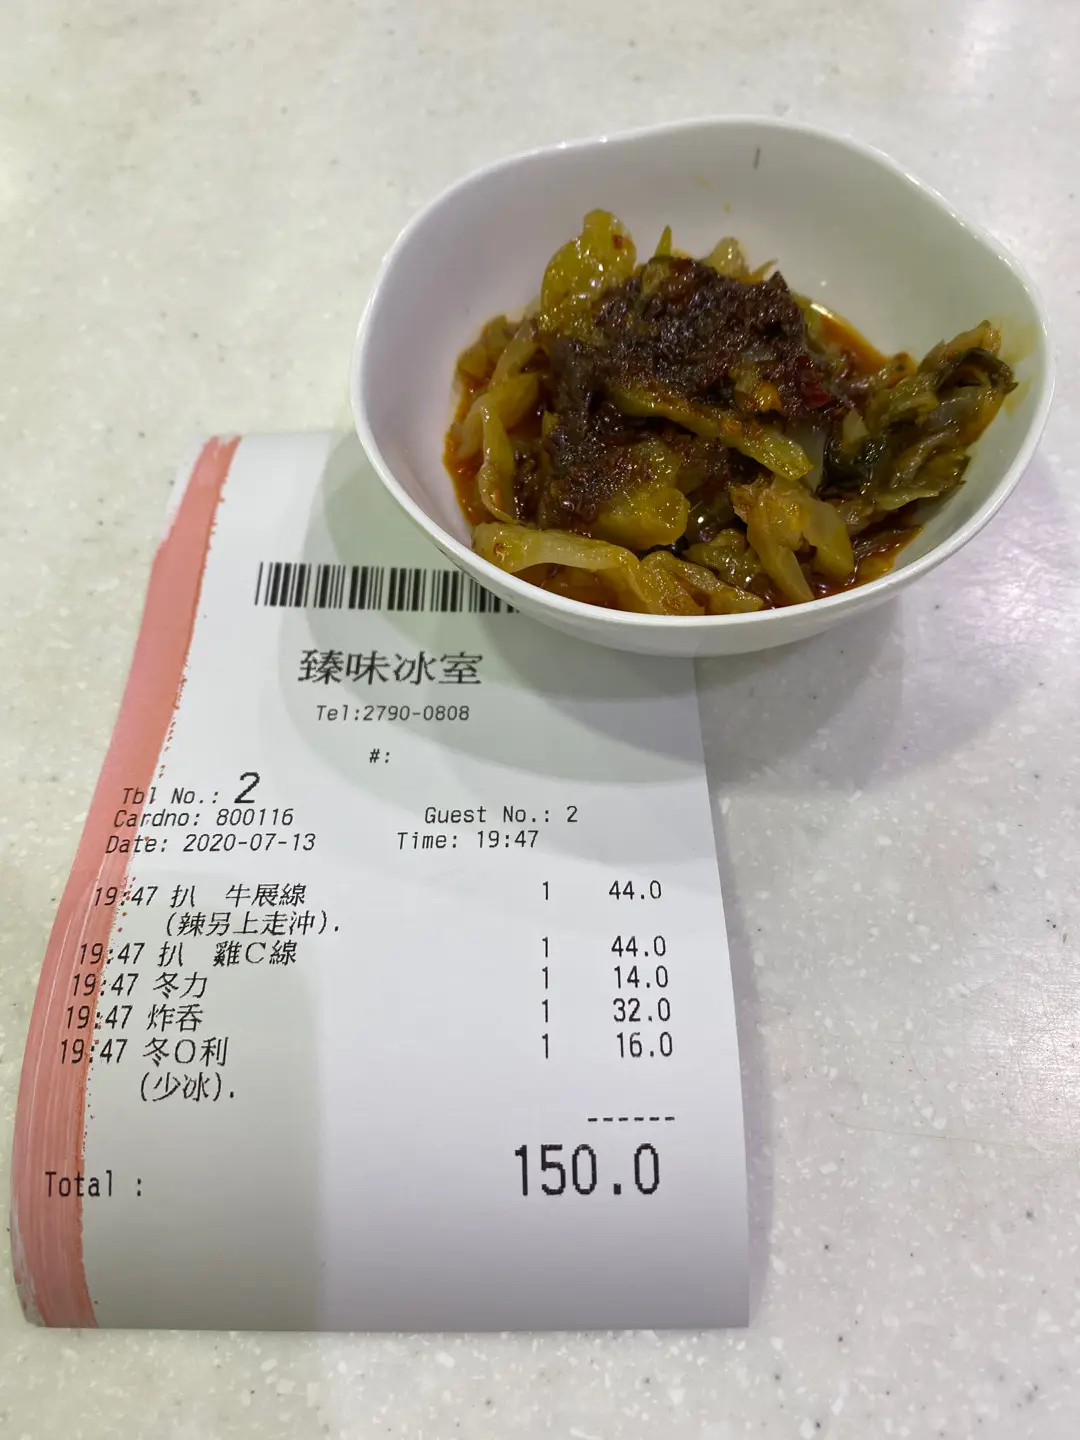 臻味冰室
Tel:2790-0808
#:
Tbl No.: 2
Cardno: 800116 Guest No.: 2
Date: 2020-07-13 Time: 19:47
19:47 扒 牛展線 1 44.0
(辣另上走沖).
19:47 扒 雞C線 1 44.0
19:47 冬力 1 14.0
19:47 炸吞 1 32.0
19:47 冬O利 1 16.0
(少冰).
------
Total : 150.0